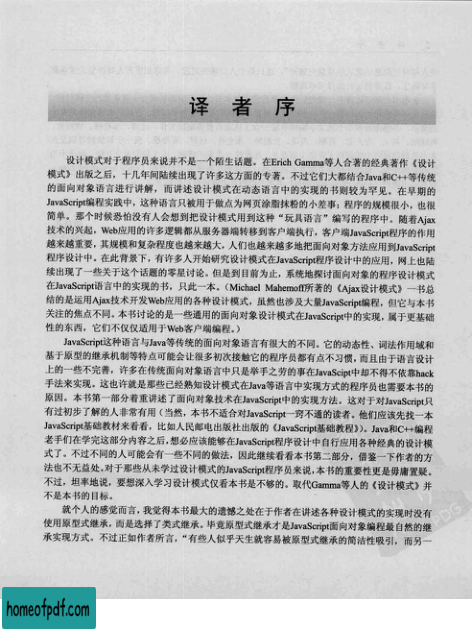 译者序
设计模式对于程序员来说并不是一个陌生话题。在Erich Gamma等人合著的经典著作《设计
模式》出版之后，十几年间陆续出现了许多这方面的专著。不过它们大都结合Java和C++等传统
的面向对象语言进行讲解，而讲述设计模式在动态语言中的实现的书则较为罕见。在早期的
JavaScript编程实践中，这种语言只被用于做点为网页涂脂抹粉的小差事；程序的规模很小，也很
简单。那个时候恐怕没有人会想到把设计模式用到这种“玩具语言”编写的程序中。随着Ajax
技术的兴起，Web应用的许多逻辑都从服务器端转移到客户端执行，客户端JavaScript程序的作用
越来越重要，其规模和复杂程度也越来越大。人们也越来越多地把面向对象方法应用到JavaScript
程序设计中。在此背景下，有许多人开始研究设计模式在JavaScript程序设计中的应用，网上也陆
续出现了一些关于这个话题的零星讨论。但是到目前为止，系统地探讨面向对象的程序设计模式
在JavaScript语言中的实现的书，只此一本。（Michael Mahemoff所著的《Ajax设计模式》一书总
结的是运用Ajax技术开发Web应用的各种设计模式，虽然也涉及大量JavaScript编程，但它与本书
关注的焦点不同。本书讨论的是一些通用的面向对象设计模式在JavaScript中的实现，属于更基础
性的东西，它们不仅仅适用于Web客户端编程。）
JavaScript这种语言与Java等传统的面向对象语言有很大的不同。它的动态性、词法作用域和
基于原型的继承机制等特点可能会让很多初次接触它的程序员都有点不习惯，而且由于语言设计
上的一些不完善，许多在传统面向对象语言中只是举手之劳的事在JavaScript中却不得不依靠hack
手法来实现。这也许就是那些已经熟知设计模式在Java等语言中实现方式的程序员也需要本书的
原因。本书第一部分着重讲述了面向对象技术在JavaScript中的实现方法。这对于对JavaScript只
有过初步了解的人非常有用（当然，本书不适合对JavaScript一窍不通的读者。他们应该先找一本
JavaScript基础教材来看看，比如人民邮电出版社出版的《JavaScript基础教程》）。Java和C++编程
老手们在学完这部分内容之后，想必应该能够在JavaScript程序设计中自行应用各种经典的设计模
式了。不过不同的人可能会有一些不同的做法，因此继续看看本书第二部分，借鉴一下作者的方
法也不无益处。对于那些从未学过设计模式的JavaScript程序员来说，本书的重要性更是毋庸置疑。
不过，坦率地说，要想深入学习设计模式仅看本书是不够的。取代Gamma等人的《设计模式》并
不是本书的目标。
就个人的感觉而言，我觉得本书最大的遗憾之处在于作者在讲述各种设计模式的实现时没有
使用原型式继承，而是选择了类式继承。毕竟原型式继承才是JavaScript面向对象编程最自然的继
承实现方式。不过正如作者所言，“有些人似乎天生就容易被原型式继承的简洁性吸引，而另一
homeofpdf.com